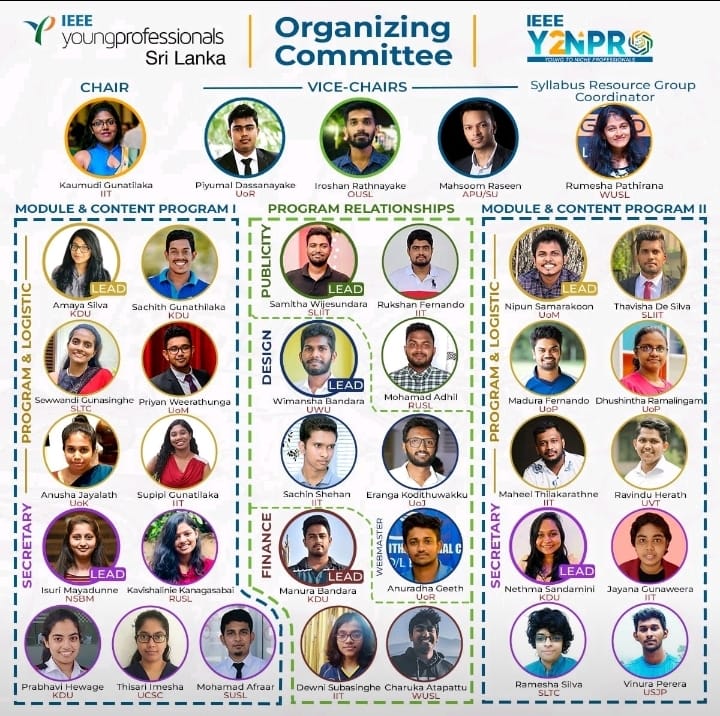 IEEE
youngprofessionals
Sri Lanka
Organizing
Committee
IEEE
Y2NPRO
YOUNG TO NICHE PROFESSIONALS
CHAIR
VICE-CHAIRS
Syllabus Resource Group
Coordinator
Kaumudi Gunatilaka
IIT
Piyumal Dassanayake
UoR
Iroshan Rathnayake
OUSL
Mahsoom Raseen
APU/SU
Rumesha Pathirana
WUSL
MODULE & CONTENT PROGRAM I
PROGRAM & LOGISTIC
LEAD
Amaya Silva
KDU
Sachith Gunathilaka
KDU
Sewwandi Gunasinghe
SLTC
Priyan Weerathunga
UoM
Anusha Jayalath
UoK
Supipi Gunatilaka
IIT
SECRETARY
LEAD
Isuri Mayadunne
NSBM
Kavishalinie Kanagasabai
RUSL
Prabhavi Hewage
KDU
Thisari Imesha
UCSC
Mohamad Afraar
SUSL
PROGRAM RELATIONSHIPS
PUBLICITY
LEAD
Samitha Wijesundara
SLIIT
Rukshan Fernando
IIT
Mohamad Adhil
RUSL
DESIGN
LEAD
Wimansha Bandara
UWU
Sachin Shehan
IIT
Eranga Kodithuwakku
UoJ
FINANCE
LEAD
Manura Bandara
KDU
WEBMASTER
Anuradha Geeth
UoR
Dewni Subasinghe
IIT
Charuka Atapattu
WUSL
MODULE & CONTENT PROGRAM II
PROGRAM & LOGISTIC
LEAD
Nipun Samarakoon
UoM
Thavisha De Silva
SLIIT
Madura Fernando
UoP
Dhushintha Ramalingam
UoP
Maheel Thilakarathne
IIT
Ravindu Herath
UVT
SECRETARY
LEAD
Nethma Sandamini
KDU
Jayana Gunaweera
IIT
Ramesha Silva
SLTC
Vinura Perera
USJP